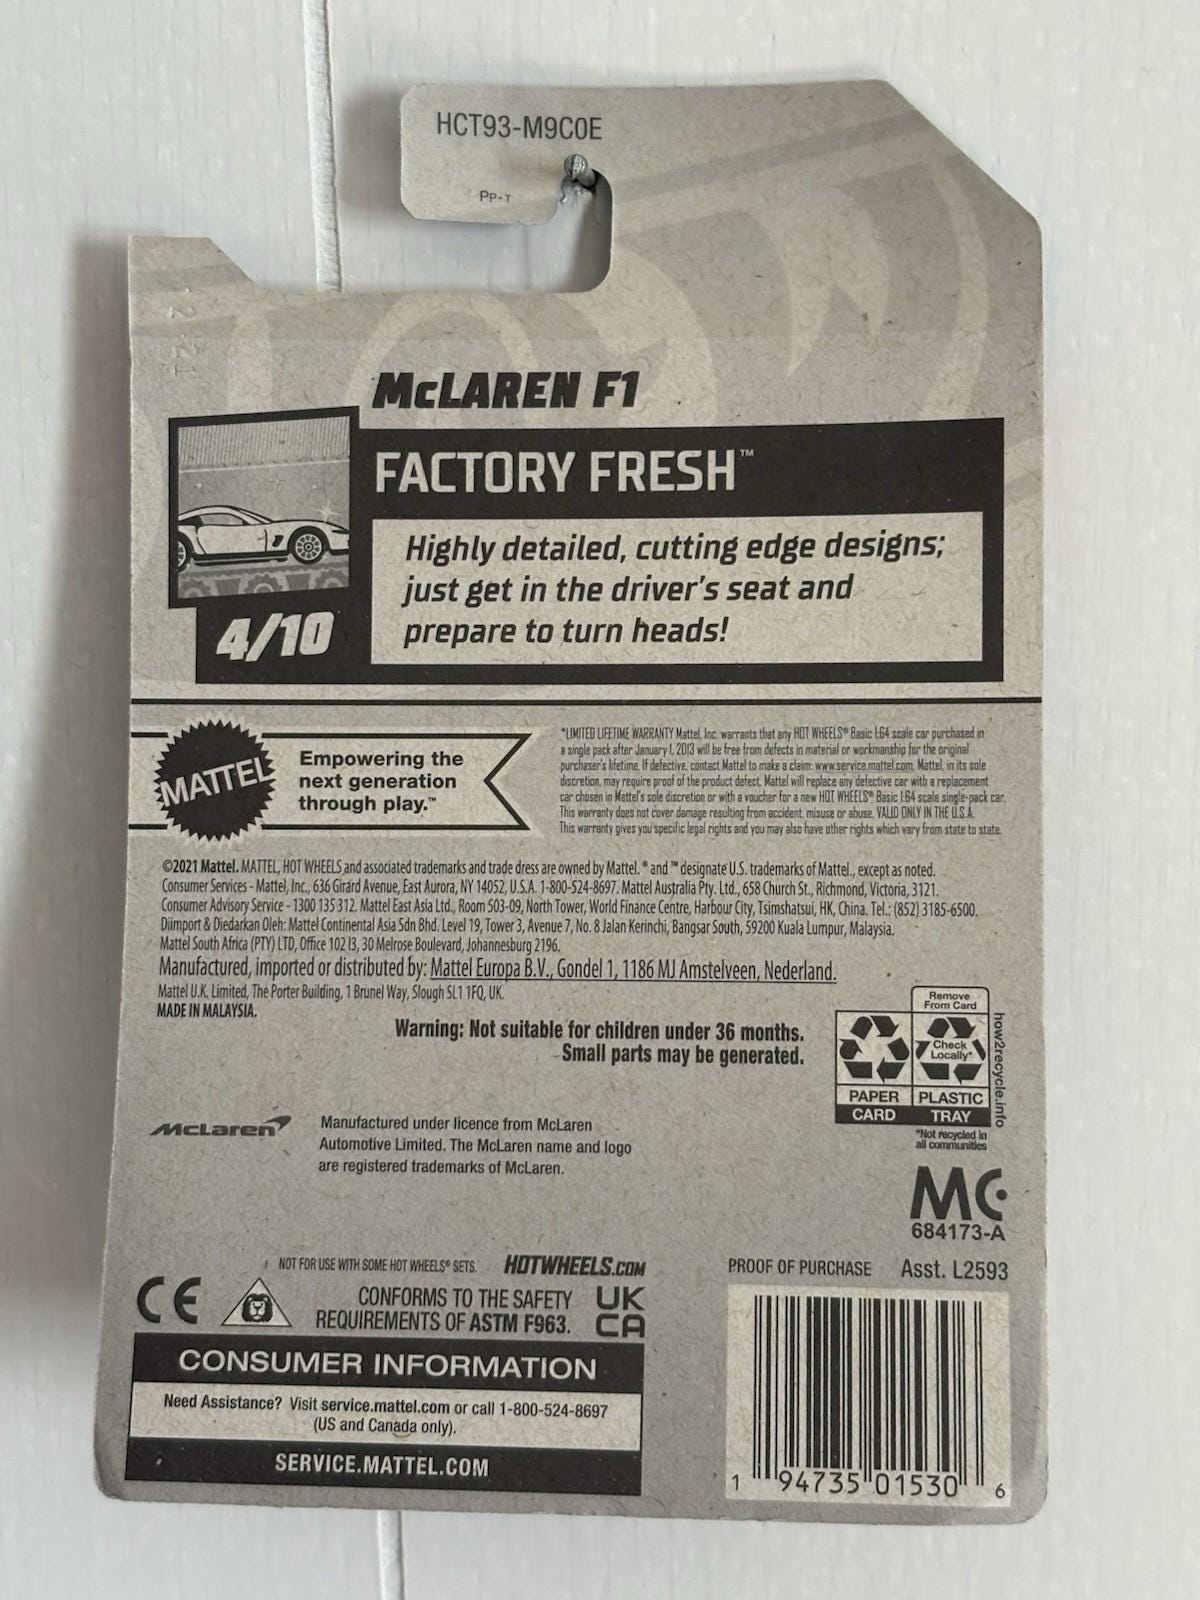 HCT93-M9C0E
PP-T
McLAREN F1
FACTORY FRESH™
Highly detailed, cutting edge designs;
just get in the driver's seat and
prepare to turn heads!
4/10
MATTEL
Empowering the
next generation
through play.™
*LIMITED LIFETIME WARRANTY Mattel, Inc. warrants that any HOT WHEELS® Basic 1:64 scale car purchased in
a single pack after January 1, 2013 will be free from defects in material or workmanship for the original
purchaser's lifetime. If defective, contact Mattel to make a claim: www.service.mattel.com. Mattel, in its sole
discretion, may require proof of the product defect. Mattel will replace any defective car with a replacement
car chosen in Mattel's sole discretion or with a voucher for a new HOT WHEELS® Basic 1:64 scale single-pack car.
This warranty does not cover damage resulting from accident, misuse or abuse. VALID ONLY IN THE U.S.A.
This warranty gives you specific legal rights and you may also have other rights which vary from state to state.
©2021 Mattel. MATTEL, HOT WHEELS and associated trademarks and trade dress are owned by Mattel. ® and ™ designate U.S. trademarks of Mattel, except as noted.
Consumer Services - Mattel, Inc., 636 Girard Avenue, East Aurora, NY 14052, U.S.A. 1-800-524-8697. Mattel Australia Pty. Ltd., 658 Church St., Richmond, Victoria, 3121.
Consumer Advisory Service - 1300 135 312. Mattel East Asia Ltd., Room 503-09, North Tower, World Finance Centre, Harbour City, Tsimshatsui, HK, China. Tel.: (852) 3185-6500.
Diimport & Diedarkan Oleh: Mattel Continental Asia Sdn Bhd. Level 19, Tower 3, Avenue 7, No. 8 Jalan Kerinchi, Bangsar South, 59200 Kuala Lumpur, Malaysia.
Mattel South Africa (PTY) LTD, Office 102 I3, 30 Melrose Boulevard, Johannesburg 2196.
Manufactured, imported or distributed by: Mattel Europa B.V., Gondel 1, 1186 MJ Amstelveen, Nederland.
Mattel U.K. Limited, The Porter Building, 1 Brunel Way, Slough SL1 1FQ, UK.
MADE IN MALAYSIA.
Warning: Not suitable for children under 36 months.
Small parts may be generated.
Remove
From Card
Check
Locally*
PAPER
CARD
PLASTIC
TRAY
how2recycle.info
*Not recycled in
all communities
McLaren
Manufactured under licence from McLaren
Automotive Limited. The McLaren name and logo
are registered trademarks of McLaren.
MC
684173-A
NOT FOR USE WITH SOME HOT WHEELS® SETS.
HOTWHEELS.COM
PROOF OF PURCHASE
Asst. L2593
CE
CONFORMS TO THE SAFETY
REQUIREMENTS OF ASTM F963.
UK
CA
CONSUMER INFORMATION
Need Assistance? Visit service.mattel.com or call 1-800-524-8697
(US and Canada only).
SERVICE.MATTEL.COM
1 94735 01530 6